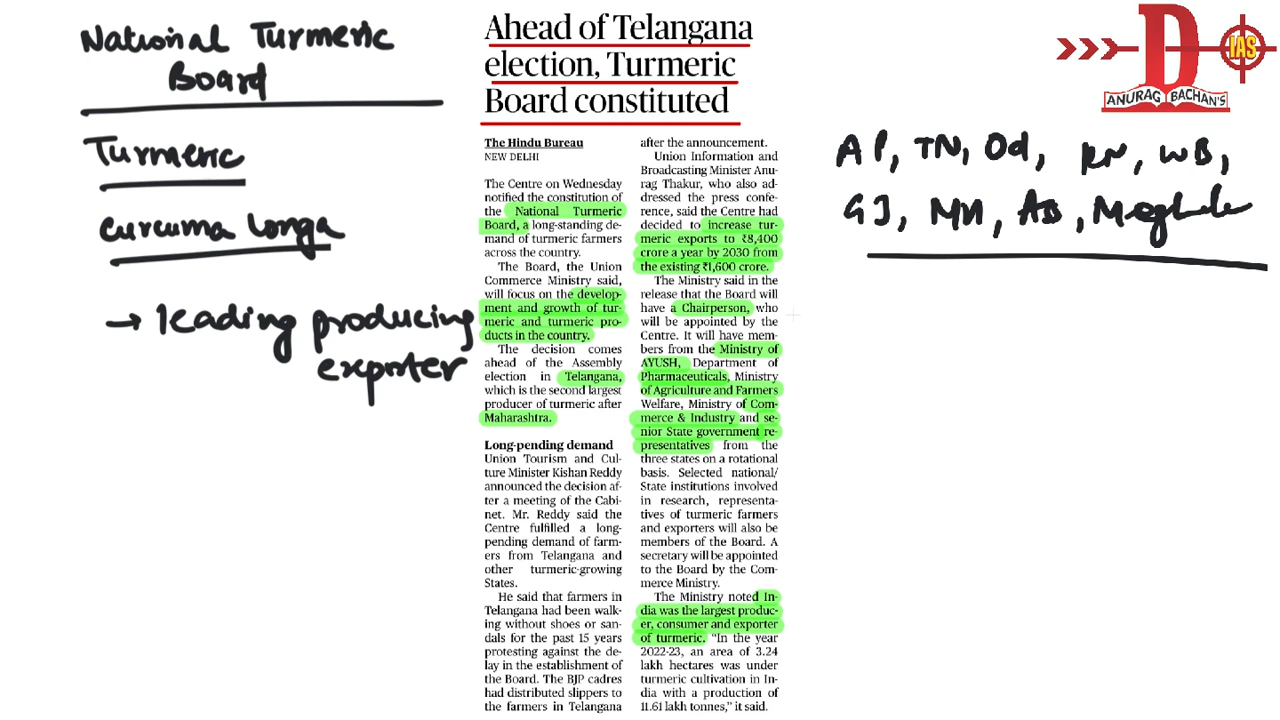 National Turmeric
Board
Turmeric
Curcuma longa
→ leading producing
exporter
Ahead of Telangana
election, Turmeric
Board constituted
The Hindu Bureau
NEW DELHI
The Centre on Wednesday
notified the constitution of
the National Turmeric
Board, a long-standing de-
mand of turmeric farmers
across the country.
The Board, the Union
Commerce Ministry said,
will focus on the develop-
ment and growth of tur-
meric and turmeric pro-
ducts in the country.
The decision comes
ahead of the Assembly
election in Telangana,
which is the second largest
producer of turmeric after
Maharashtra.
Long-pending demand
Union Tourism and Cul-
ture Minister Kishan Reddy
announced the decision af-
ter a meeting of the Cabi-
net. Mr. Reddy said the
Centre fulfilled a long-
pending demand of farm-
ers from Telangana and
other turmeric-growing
States.
He said that farmers in
Telangana had been walk-
ing without shoes or san-
dals for the past 15 years
protesting against the de-
lay in the establishment of
the Board. The BJP cadres
had distributed slippers to
the farmers in Telangana
after the announcement.
Union Information and
Broadcasting Minister Anu-
rag Thakur, who also ad-
dressed the press confe-
rence, said the Centre had
decided to increase tur-
meric exports to ₹8,400
crore a year by 2030 from
the existing ₹1,600 crore.
The Ministry said in the
release that the Board will
have a Chairperson, who
will be appointed by the
Centre. It will have mem-
bers from the Ministry of
AYUSH, Department of
Pharmaceuticals, Ministry
of Agriculture and Farmers
Welfare, Ministry of Com-
merce & Industry and se-
nior State government re-
presentatives from the
three states on a rotational
basis. Selected national/
State institutions involved
in research, representa-
tives of turmeric farmers
and exporters will also be
members of the Board. A
secretary will be appointed
to the Board by the Com-
merce Ministry.
The Ministry noted In-
dia was the largest produc-
er, consumer and exporter
of turmeric. "In the year
2022-23, an area of 3.24
lakh hectares was under
turmeric cultivation in In-
dia with a production of
11.61 lakh tonnes," it said.
D IAS
ANURAG BACHAN'S
AP, TN, Od, KN, WB,
GJ, MH, AS,